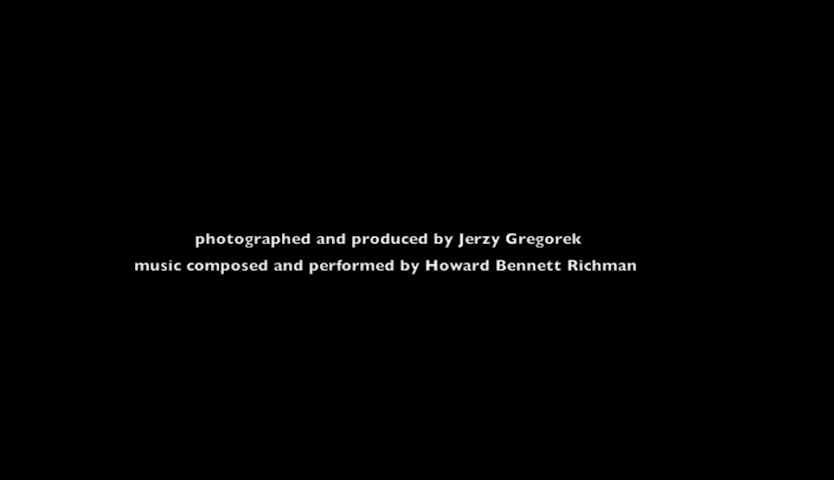 photographed and produced by Jerzy Gregorek
music composed and performed by Howard Bennett Richman